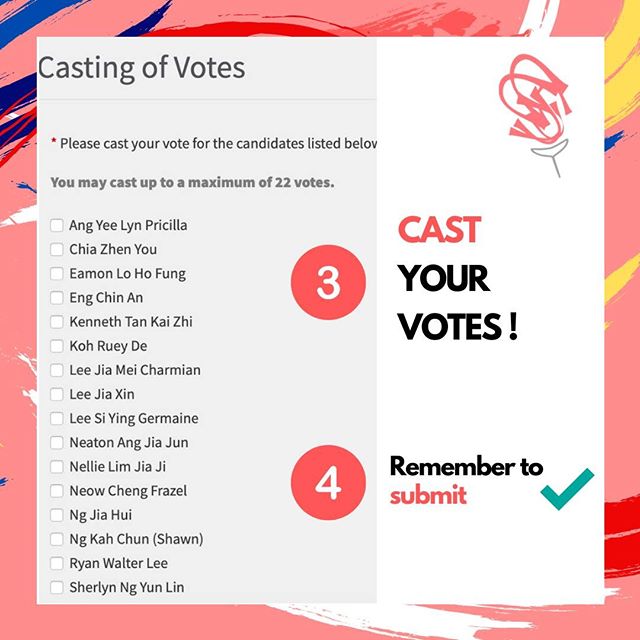 Casting of Votes
* Please cast your vote for the candidates listed below
You may cast up to a maximum of 22 votes.
Ang Yee Lyn Pricilla
Chia Zhen You
Eamon Lo Ho Fung
Eng Chin An
Kenneth Tan Kai Zhi
Koh Ruey De
Lee Jia Mei Charmian
Lee Jia Xin
Lee Si Ying Germaine
Neaton Ang Jia Jun
Nellie Lim Jia Ji
Neow Cheng Frazel
Ng Jia Hui
Ng Kah Chun (Shawn)
Ryan Walter Lee
Sherlyn Ng Yun Lin
3
CAST
YOUR
VOTES !
4
Remember to
submit